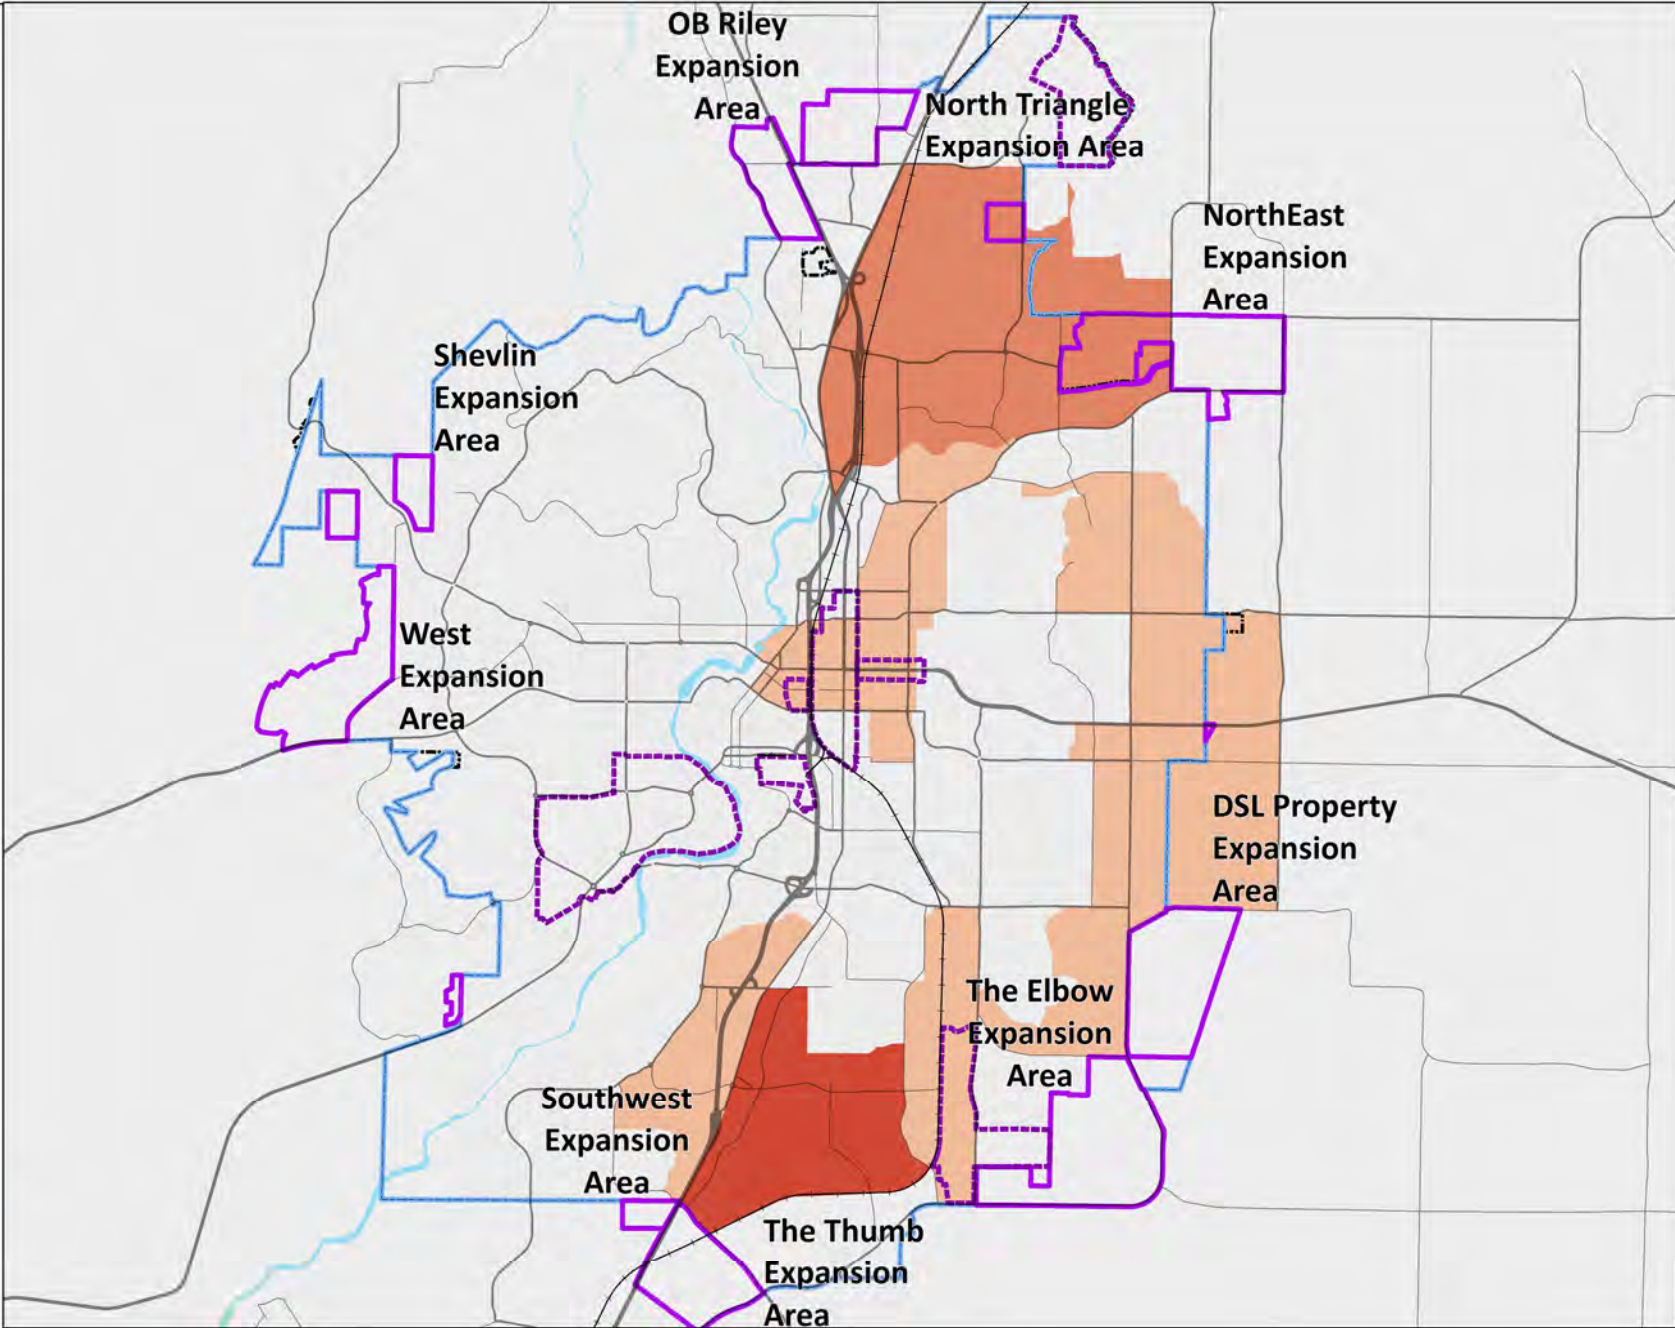 OB Riley
Expansion
Area
North Triangle
Expansion Area
NorthEast
Expansion
Area
Shevlin
Expansion
Area
West
Expansion
Area
DSL Property
Expansion
Area
The Elbow
Expansion
Area
Southwest
Expansion
Area
The Thumb
Expansion
Area